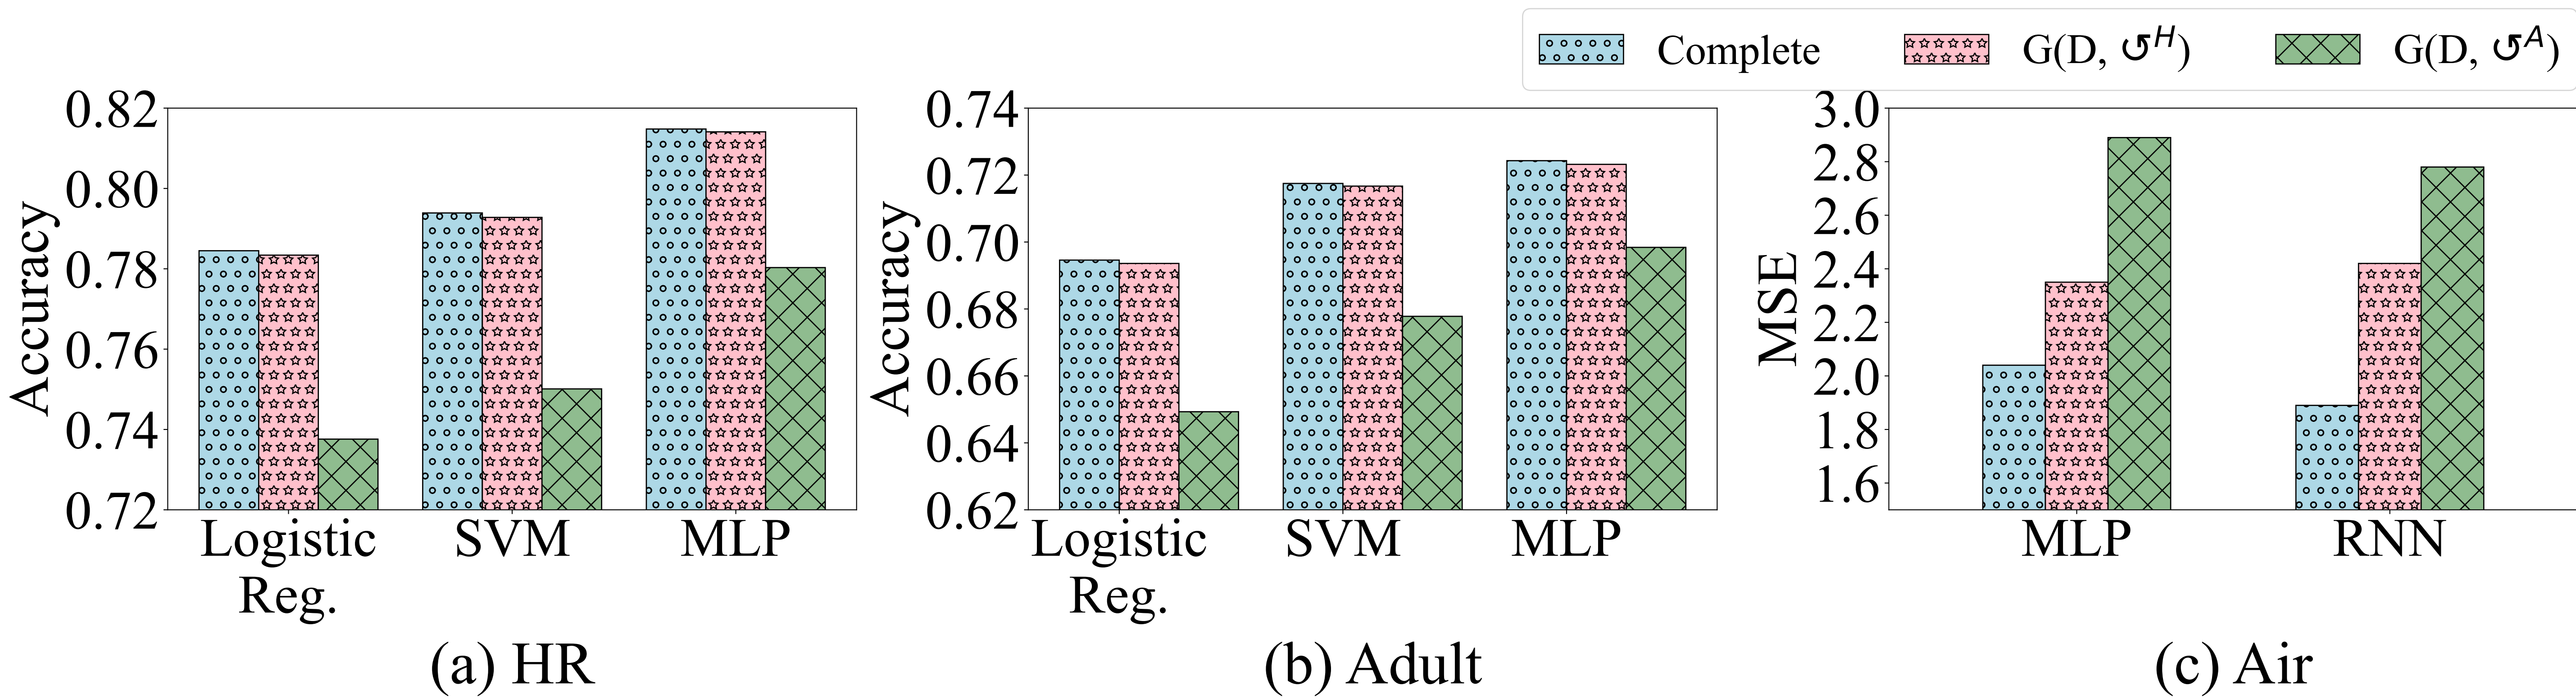 Complete G(D, ↺^H) G(D, ↺^A)
Accuracy
0.82
0.80
0.78
0.76
0.74
0.72
Logistic Reg. SVM MLP
(a) HR
Accuracy
0.74
0.72
0.70
0.68
0.66
0.64
0.62
Logistic Reg. SVM MLP
(b) Adult
MSE
3.0
2.8
2.6
2.4
2.2
2.0
1.8
1.6
MLP RNN
(c) Air